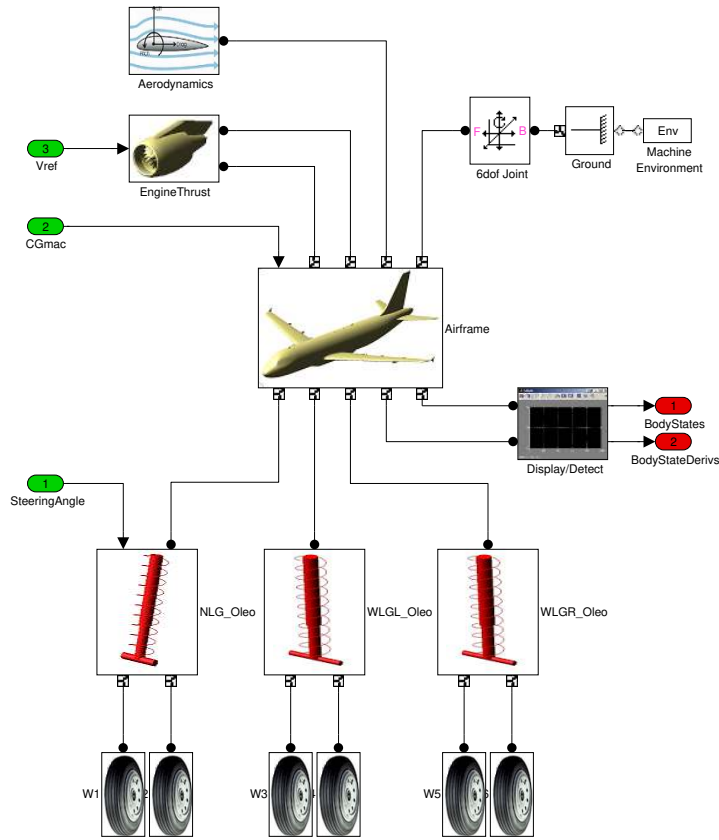 Aerodynamics
3
Vref
EngineThrust
F
B
6dof Joint
Ground
Env
Machine
Environment
2
CGmac
Airframe
1
BodyStates
2
BodyStateDerivs
Display/Detect
1
SteeringAngle
NLG_Oleo
WLGL_Oleo
WLGR_Oleo
W1
2
W3
W5